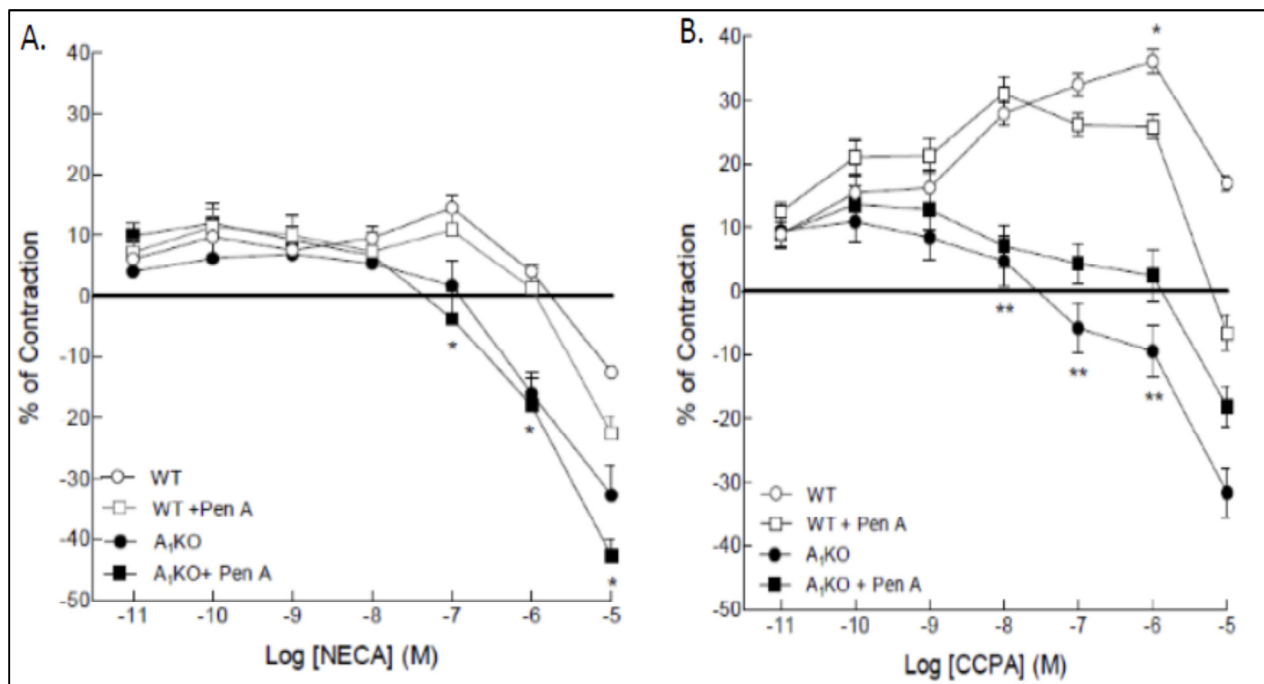 A.
40
30
20
10
0
-10
-20
-30
-40
-50
% of Contraction
*
*
*
WT
WT +Pen A
A₁KO
A₁KO+ Pen A
-11 -10 -9 -8 -7 -6 -5
Log [NECA] (M)
B.
40
30
20
10
0
-10
-20
-30
-40
-50
% of Contraction
*
**
**
**
WT
WT + Pen A
A₁KO
A₁KO + Pen A
-11 -10 -9 -8 -7 -6 -5
Log [CCPA] (M)